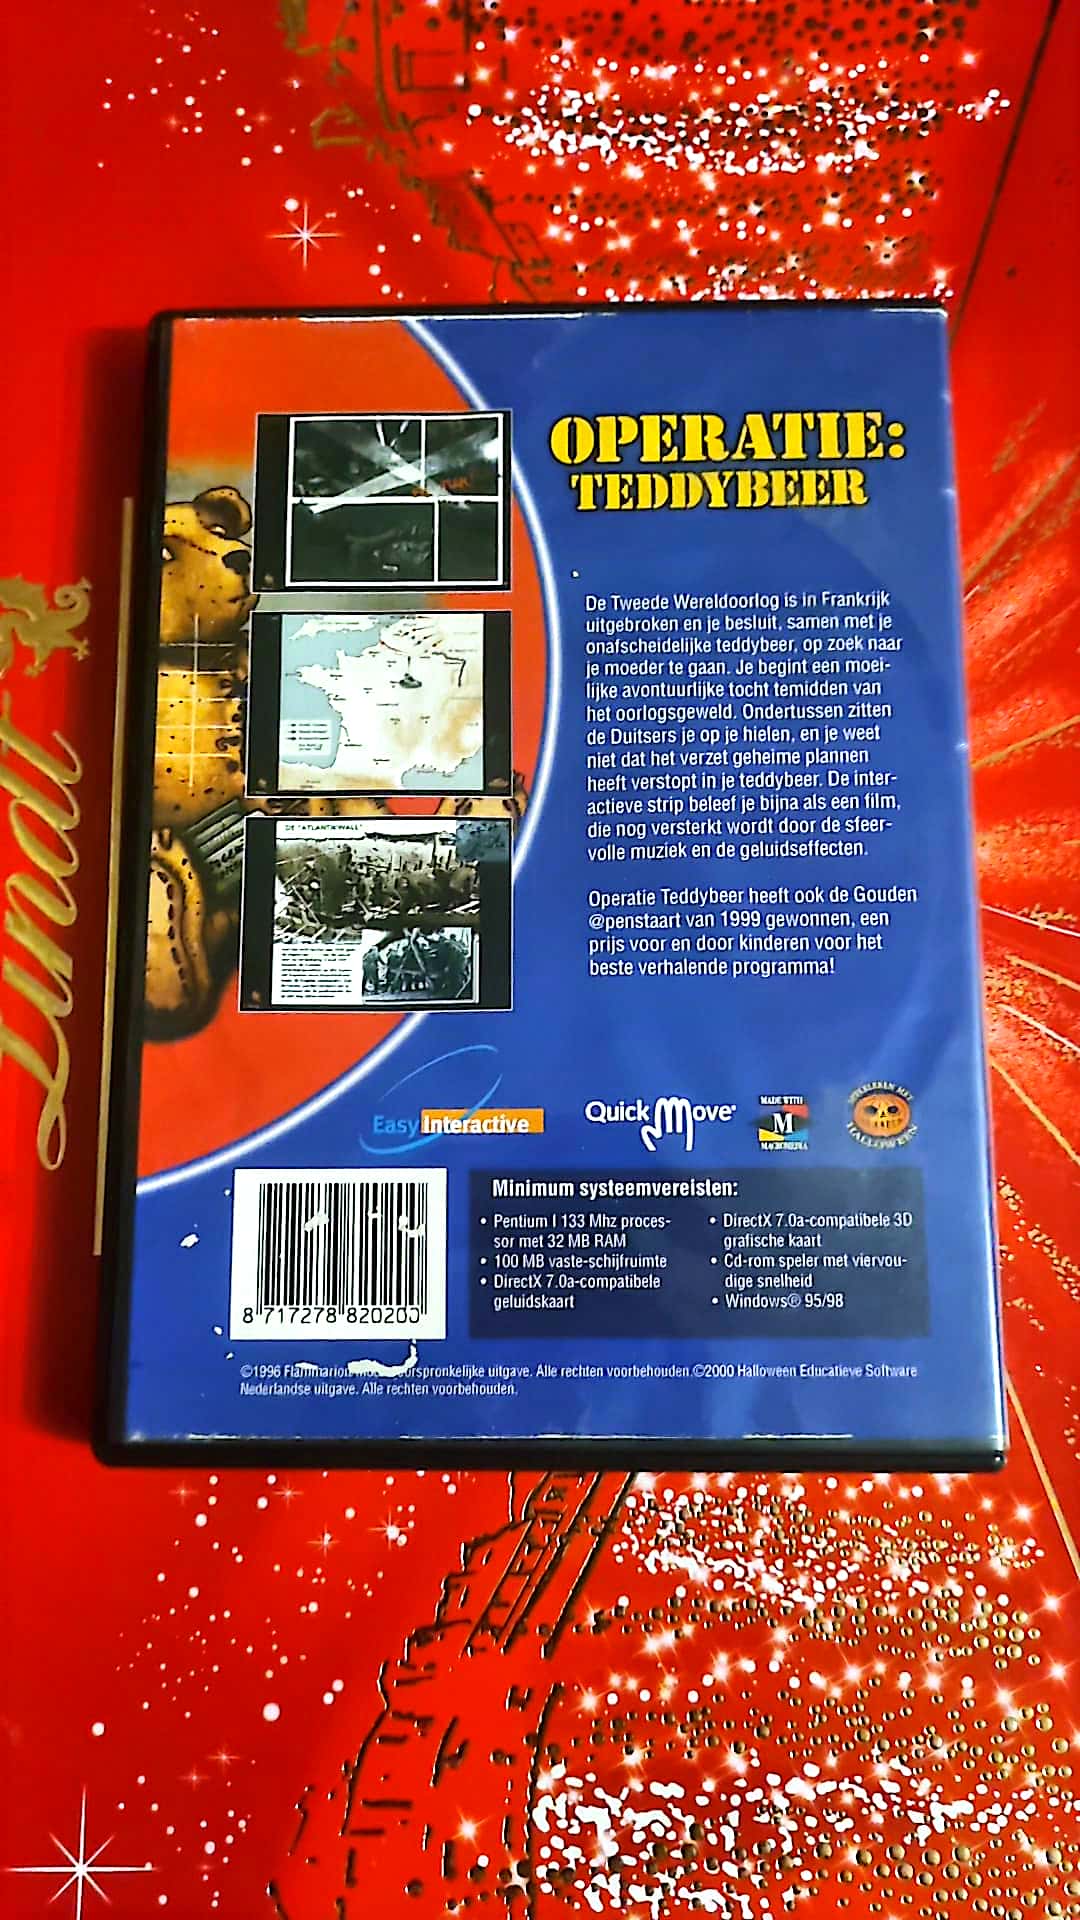 OPERATIE:
TEDDYBEER
De Tweede Wereldoorlog is in Frankrijk
uitgebroken en je besluit, samen met je
onafscheidelijke teddybeer, op zoek naar
je moeder te gaan. Je begint een moei-
lijke avontuurlijke tocht temidden van
het oorlogsgeweld. Ondertussen zitten
de Duitsers je op je hielen, en je weet
niet dat het verzet geheime plannen
heeft verstopt in je teddybeer. De inter-
actieve strip beleef je bijna als een film,
die nog versterkt wordt door de sfeer-
volle muziek en de geluidseffecten.
Operatie Teddybeer heeft ook de Gouden
@penstaart van 1999 gewonnen, een
prijs voor en door kinderen voor het
beste verhalende programma!
DE "ATLANTIKWALL"
Lindt
Easy Interactive
Quick Move
MADE WITH
M
MACROMEDIA
SPELEREN MET
HALLOWEEN
Minimum systeemvereisten:
• Pentium I 133 Mhz proces-
sor met 32 MB RAM
• 100 MB vaste-schijfruimte
• DirectX 7.0a-compatibele
geluidskaart
• DirectX 7.0a-compatibele 3D
grafische kaart
• Cd-rom speler met viervou-
dige snelheid
• Windows® 95/98
8 717278 820200
©1996 Flammarion oorspronkelijke uitgave. Alle rechten voorbehouden.©2000 Halloween Educatieve Software
Nederlandse uitgave. Alle rechten voorbehouden.